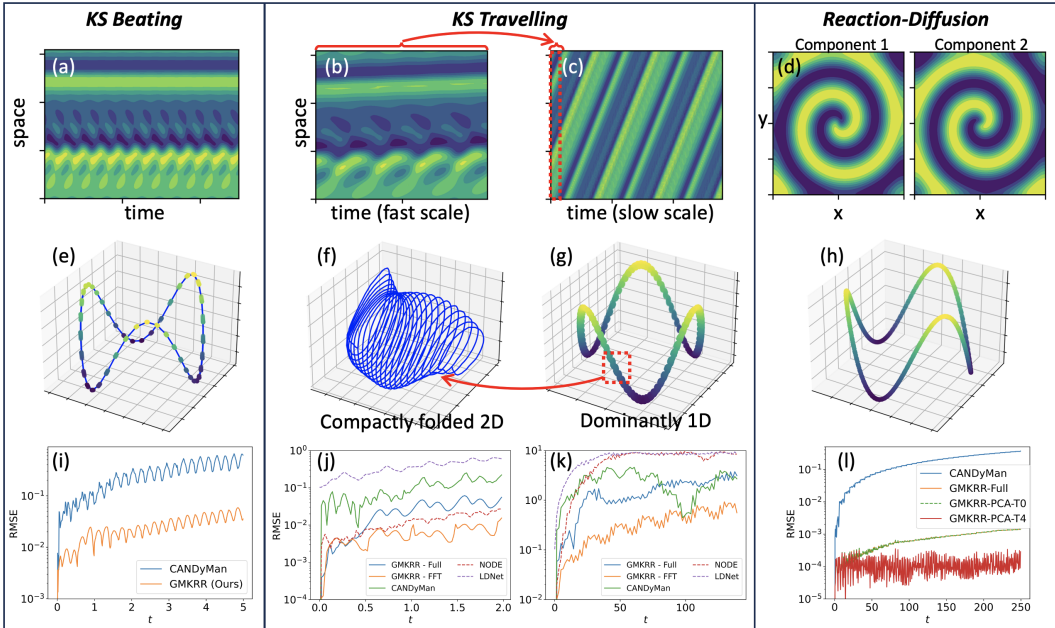 KS Beating
KS Travelling
Reaction-Diffusion
Component 1
Component 2
(a)
(b)
(c)
(d)
space
space
y
time
time (fast scale)
time (slow scale)
x
x
(e)
(f)
(g)
(h)
Compactly folded 2D
Dominantly 1D
(i)
RMSE
10⁻¹
10⁻²
10⁻³
CANDyMan
GMKRR (Ours)
0 1 2 3 4 5
t
(j)
RMSE
10⁰
10⁻¹
10⁻²
10⁻³
10⁻⁴
GMKRR - Full
GMKRR - FFT
CANDyMan
NODE
LDNet
0.0 0.5 1.0 1.5 2.0
t
(k)
RMSE
10¹
10⁰
10⁻¹
10⁻²
GMKRR - Full
GMKRR - FFT
CANDyMan
NODE
LDNet
0 50 100
t
(l)
RMSE
10⁻¹
10⁻²
10⁻³
10⁻⁴
10⁻⁵
CANDyMan
GMKRR-Full
GMKRR-PCA-T0
GMKRR-PCA-T4
0 50 100 150 200 250
t